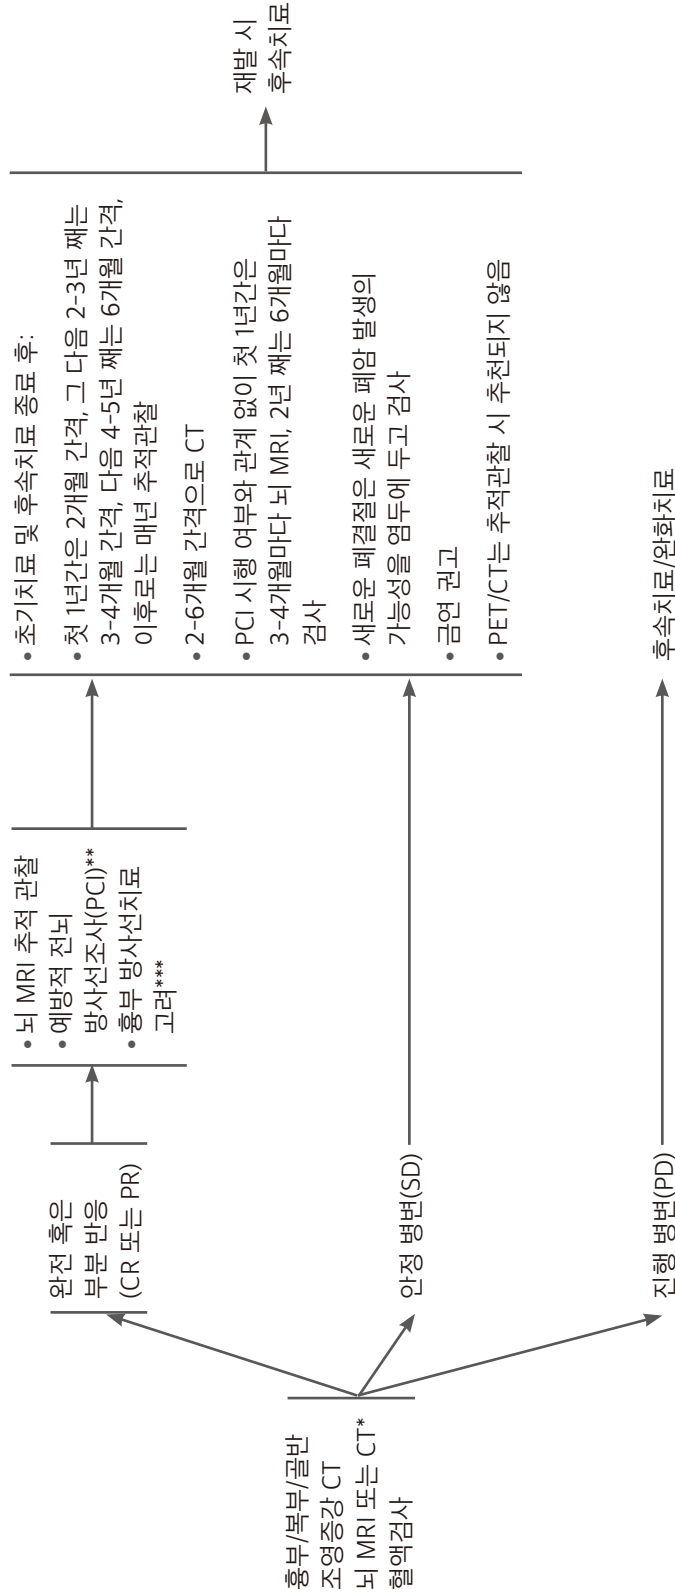 흉부/복부/골반
조영증강 CT
뇌 MRI 또는 CT*
혈액검사
완전 혹은
부분 반응
(CR 또는 PR)
• 뇌 MRI 추적 관찰
• 예방적 전뇌
방사선조사(PCI)**
• 흉부 방사선치료
고려***
안정 병변(SD)
진행 병변(PD)
• 초기치료 및 후속치료 종료 후:
• 첫 1년간은 2개월 간격, 그 다음 2-3년 째는
3-4개월 간격, 다음 4-5년 째는 6개월 간격,
이후로는 매년 추적관찰
• 2-6개월 간격으로 CT
• PCI 시행 여부와 관계 없이 첫 1년간은
3-4개월마다 뇌 MRI, 2년 째는 6개월마다
검사
• 새로운 폐결절은 새로운 폐암 발생의
가능성을 염두에 두고 검사
• 금연 권고
• PET/CT는 추적관찰 시 추천되지 않음
후속치료/완화치료
재발 시
후속치료